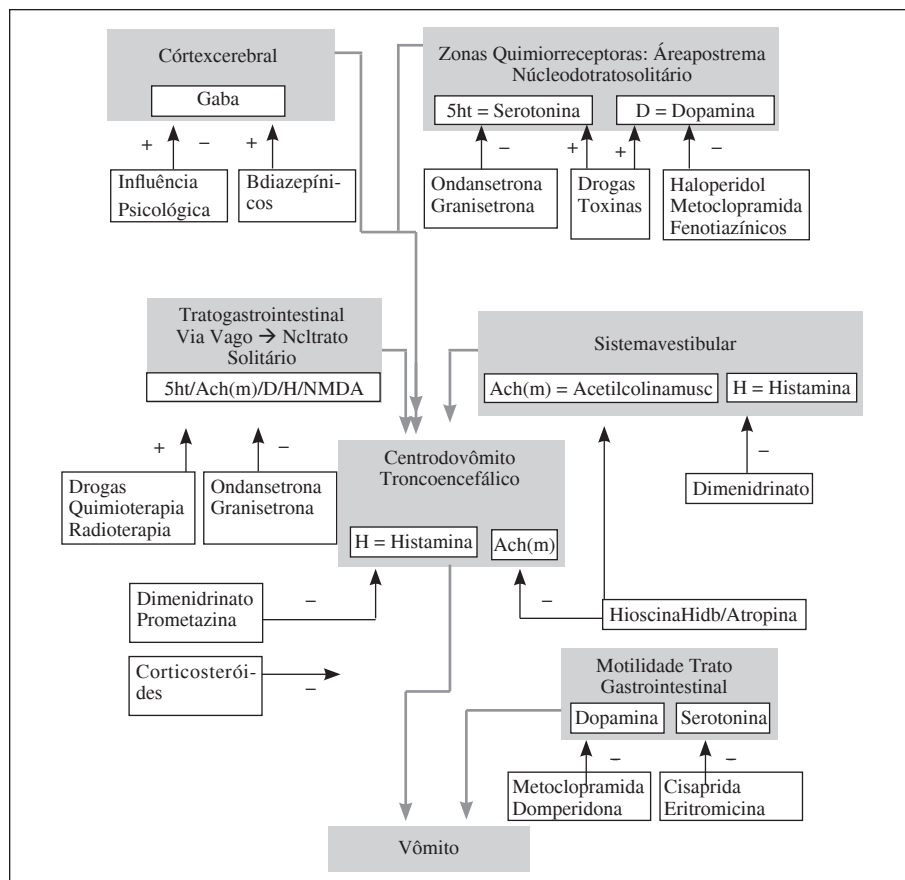 Córtexcerebral
Gaba
+
–
+
Influência
Psicológica
Bdiazepíni-
cos
Zonas Quimiorreceptoras: Áreapostrema
Núcleodotratosolitário
5ht = Serotonina
D = Dopamina
–
+
+
–
Ondansetrona
Granisetrona
Drogas
Toxinas
Haloperidol
Metoclopramida
Fenotiazínicos
Tratogastrointestinal
Via Vago → Ncltrato
Solitário
5ht/Ach(m)/D/H/NMDA
+
–
Drogas
Quimioterapia
Radioterapia
Ondansetrona
Granisetrona
Sistemavestibular
Ach(m) = Acetilcolinamusc
H = Histamina
–
Dimenidrinato
Centrodovômito
Troncoencefálico
H = Histamina
Ach(m)
–
–
Dimenidrinato
Prometazina
HioscinaHidb/Atropina
Corticosterói-
des
–
Motilidade Trato
Gastrointestinal
Dopamina
Serotonina
–
–
Metoclopramida
Domperidona
Cisaprida
Eritromicina
Vômito